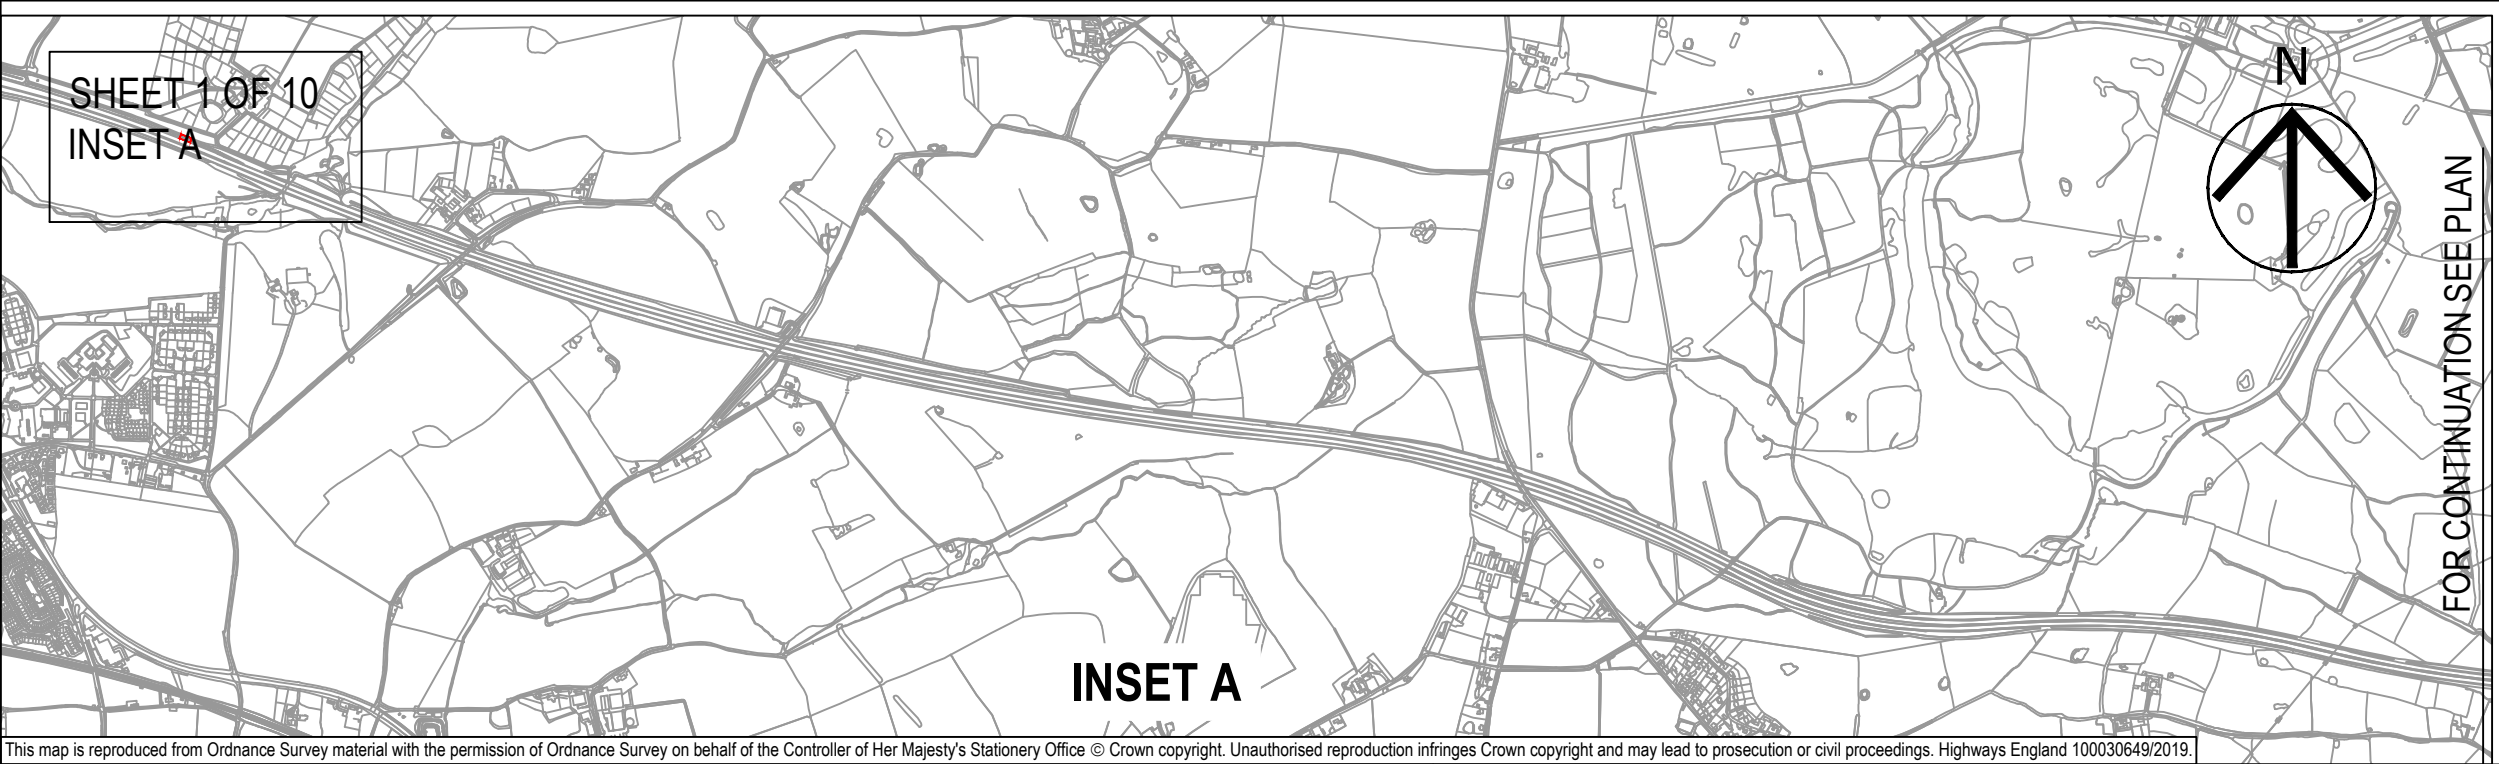 SHEET 1 OF 10
INSET A
N
FOR CONTINUATION SEE PLAN
INSET A
This map is reproduced from Ordnance Survey material with the permission of Ordnance Survey on behalf of the Controller of Her Majesty's Stationery Office © Crown copyright. Unauthorised reproduction infringes Crown copyright and may lead to prosecution or civil proceedings. Highways England 100030649/2019.